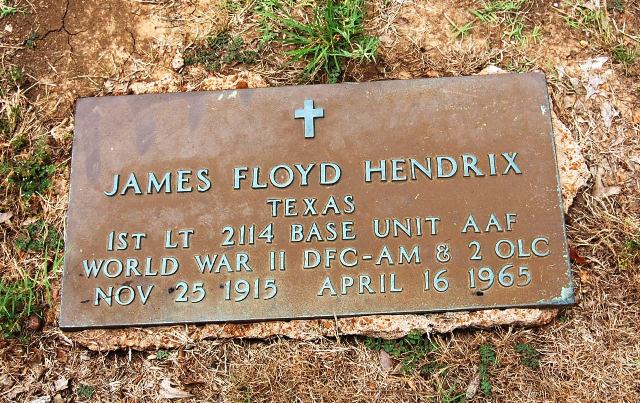 JAMES FLOYD HENDRIX
TEXAS
1ST LT 2114 BASE UNIT AAF
WORLD WAR II DFC-AM & 2 OLC
NOV 25 1915 APRIL 16 1965